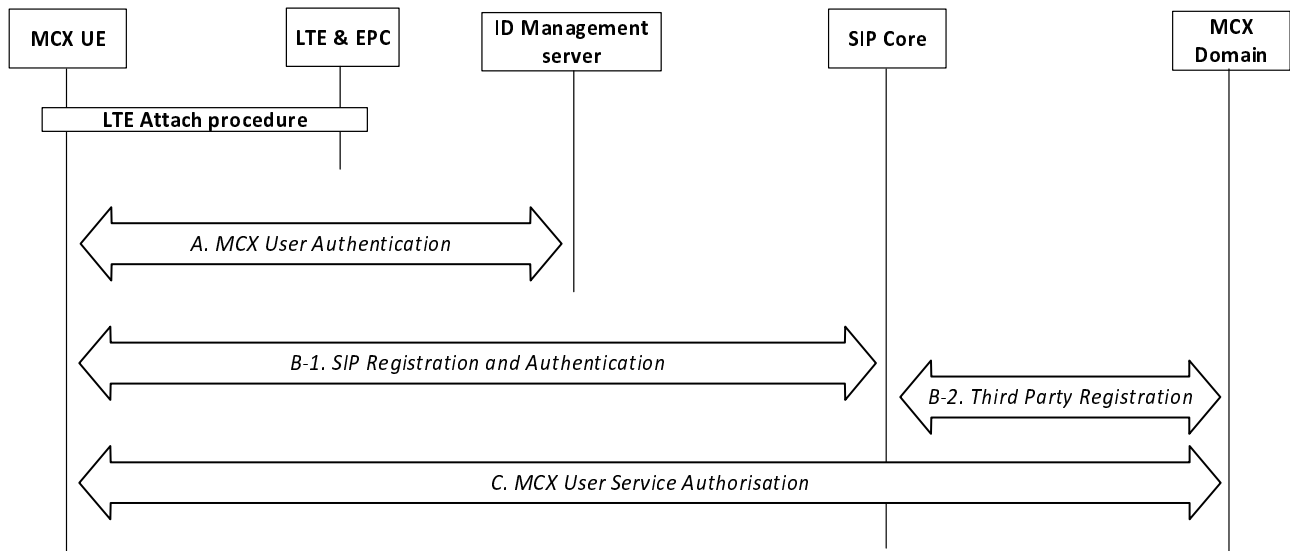 MCX UE
LTE & EPC
ID Management
server
SIP Core
MCX
Domain
LTE Attach procedure
A. MCX User Authentication
B-1. SIP Registration and Authentication
B-2. Third Party Registration
C. MCX User Service Authorisation